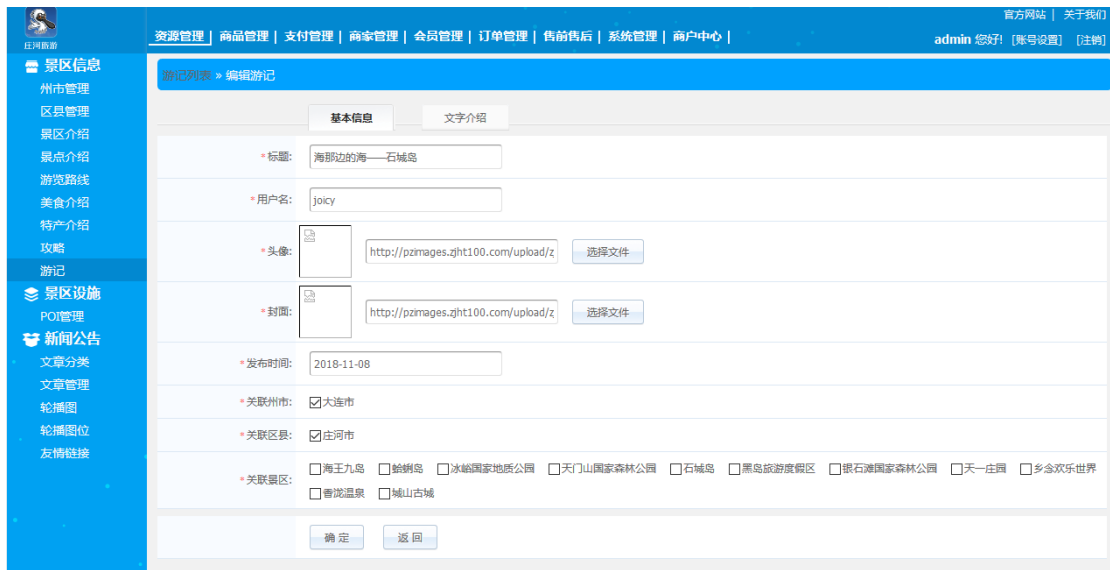 官方网站 | 关于我们
庄河旅游
资源管理 | 商品管理 | 支付管理 | 商家管理 | 会员管理 | 订单管理 | 售前售后 | 系统管理 | 商户中心 |
admin 您好! [账号设置] [注销]
景区信息
州市管理
区县管理
景区介绍
景点介绍
游览路线
美食介绍
特产介绍
攻略
游记
景区设施
POI管理
新闻公告
文章分类
文章管理
轮播图
轮播图位
友情链接
游记列表 » 编辑游记
基本信息 文字介绍
*标题: 海那边的海——石城岛
*用户名: joicy
*头像: http://pzimages.zjht100.com/upload/z 选择文件
*封面: http://pzimages.zjht100.com/upload/z 选择文件
*发布时间: 2018-11-08
*关联州市: 大连市
*关联区县: 庄河市
*关联景区: 海王九岛 蛤蜊岛 冰峪国家地质公园 天门山国家森林公园 石城岛 黑岛旅游度假区 银石滩国家森林公园 天一庄园 乡念欢乐世界
香泷温泉 城山古城
确 定 返 回